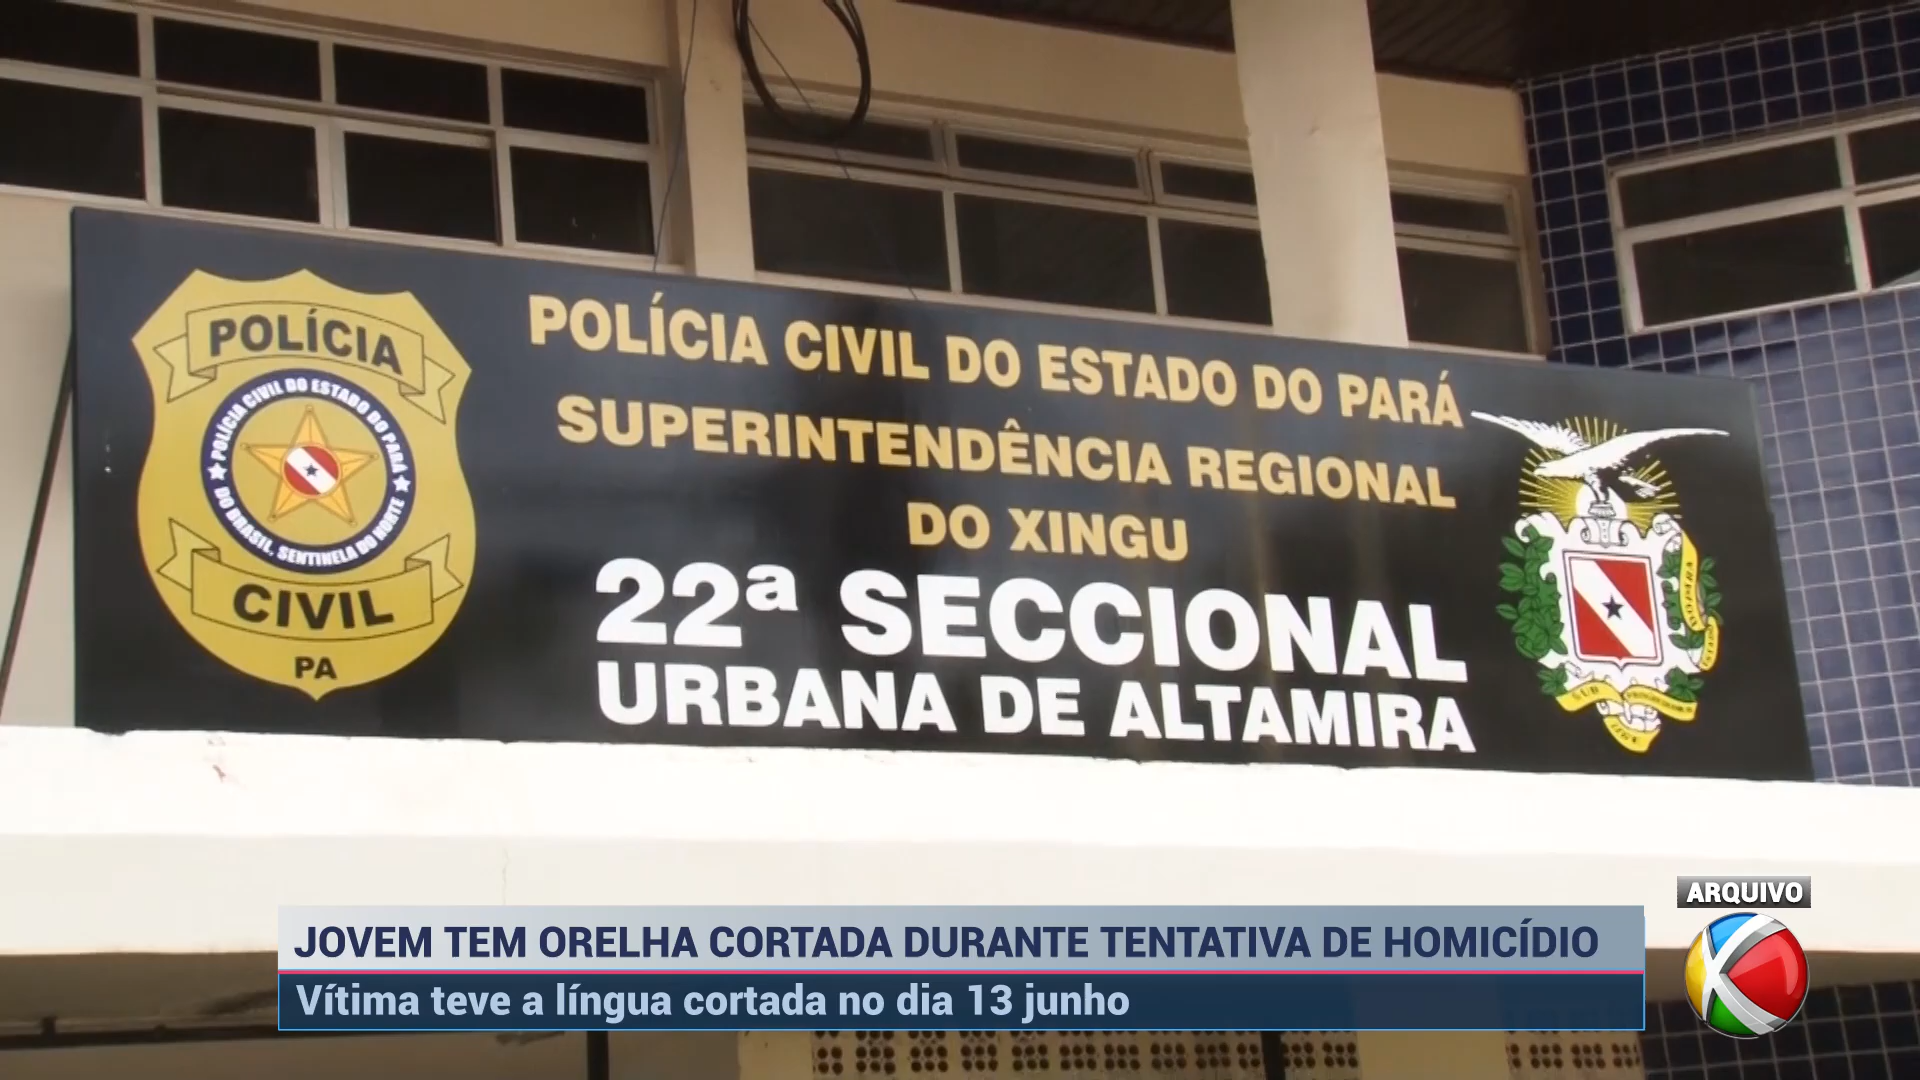 POLÍCIA
POLÍCIA CIVIL DO ESTADO DO PARÁ
DO BRASIL, SENTINELA DO NORTE
CIVIL
PA
POLÍCIA CIVIL DO ESTADO DO PARÁ
SUPERINTENDÊNCIA REGIONAL
DO XINGU
22ª SECCIONAL
URBANA DE ALTAMIRA
SUB
LEGE
ARQUIVO
JOVEM TEM ORELHA CORTADA DURANTE TENTATIVA DE HOMICÍDIO
Vítima teve a língua cortada no dia 13 junho